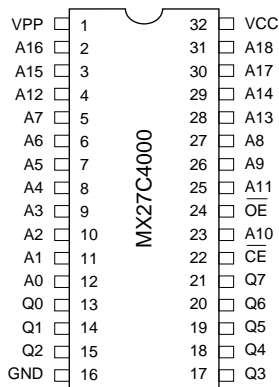 VPP 1 32 VCC
A16 2 31 A18
A15 3 30 A17
A12 4 29 A14
A7 5 28 A13
A6 6 27 A8
A5 7 26 A9
A4 8 25 A11
A3 9 24 OE
A2 10 23 A10
A1 11 22 CE
A0 12 21 Q7
Q0 13 20 Q6
Q1 14 19 Q5
Q2 15 18 Q4
GND 16 17 Q3
MX27C4000